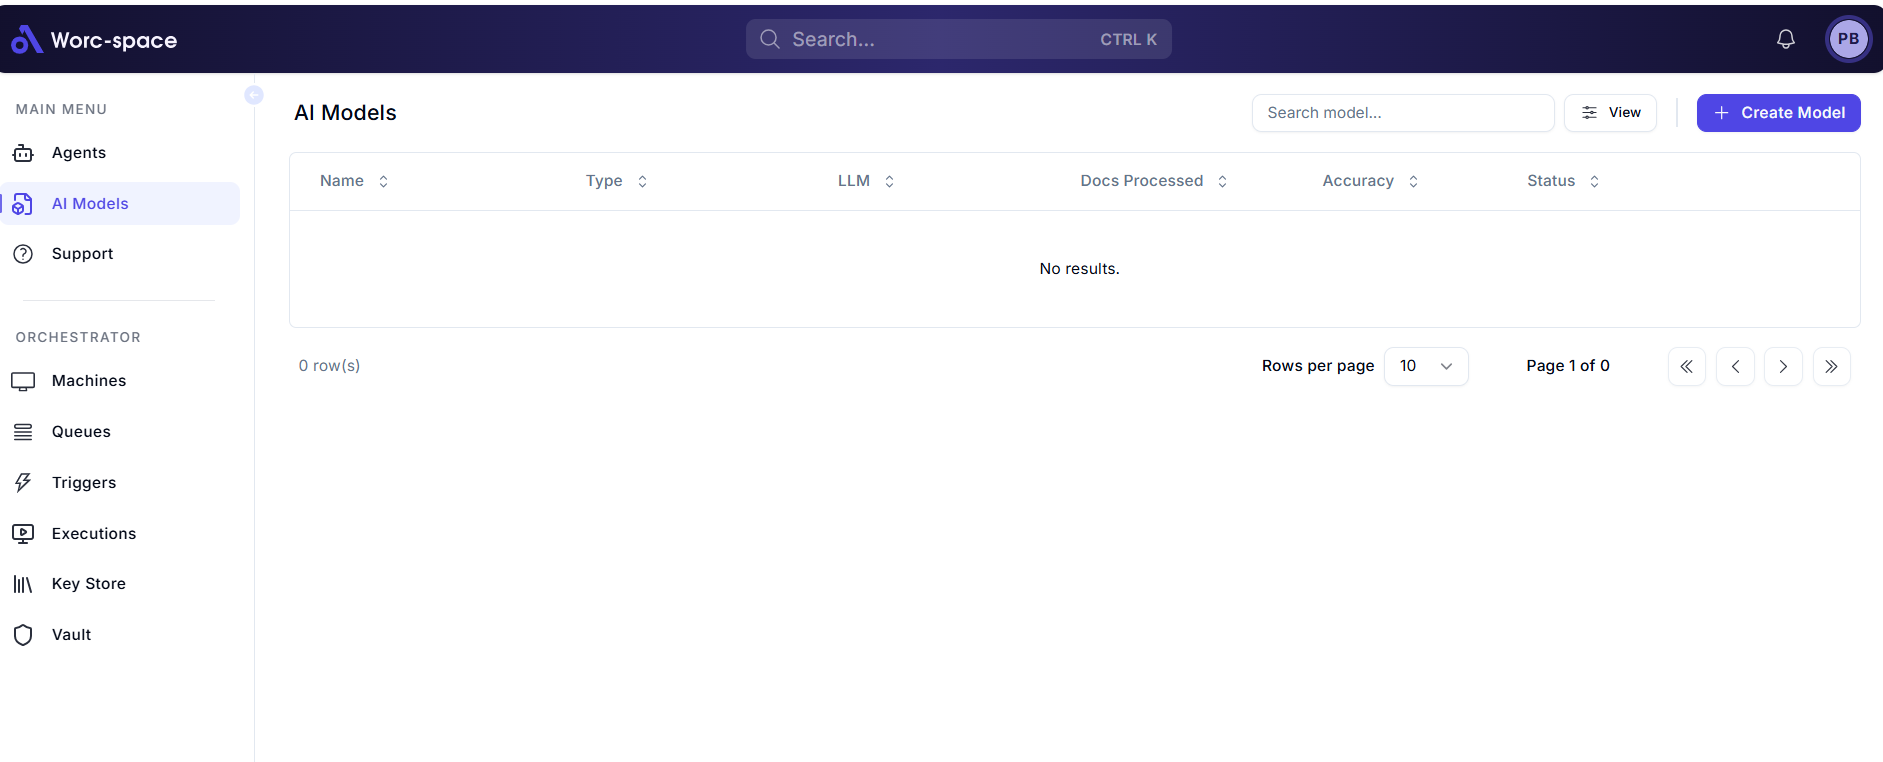 Worc-space
Search... CTRL K
PB
MAIN MENU
Agents
AI Models
Support
ORCHESTRATOR
Machines
Queues
Triggers
Executions
Key Store
Vault
AI Models
Search model...
View
Create Model
Name Type LLM Docs Processed Accuracy Status
No results.
0 row(s)
Rows per page 10 Page 1 of 0